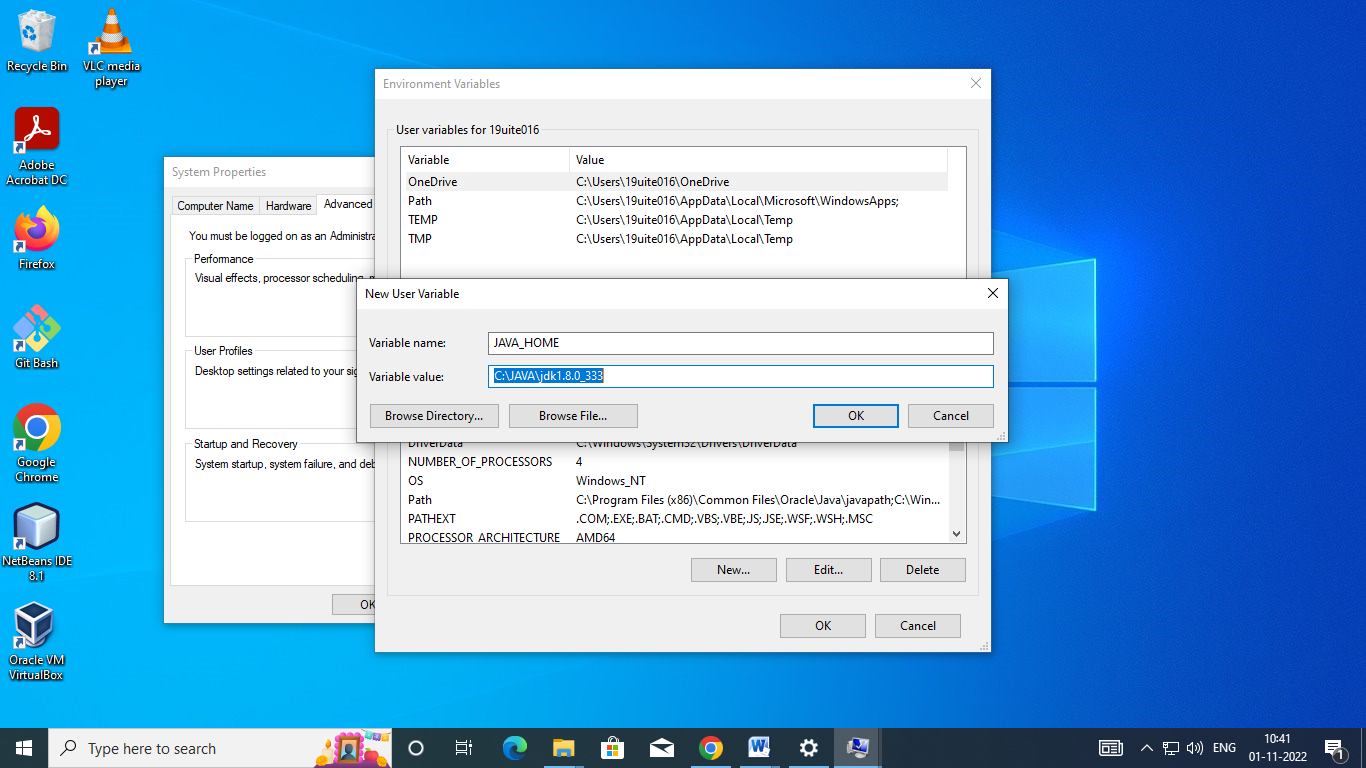 Recycle Bin
VLC media
player
Adobe
Acrobat DC
Firefox
Git Bash
Google
Chrome
NetBeans IDE
8.1
Oracle VM
VirtualBox
System Properties
Computer Name
Hardware
Advanced
You must be logged on as an Administra
Performance
Visual effects, processor scheduling,
User Profiles
Desktop settings related to your
Startup and Recovery
System startup, system failure, and deb
OK
Environment Variables
User variables for 19uite016
Variable Value
OneDrive C:\Users\19uite016\OneDrive
Path C:\Users\19uite016\AppData\Local\Microsoft\WindowsApps;
TEMP C:\Users\19uite016\AppData\Local\Temp
TMP C:\Users\19uite016\AppData\Local\Temp
New User Variable
Variable name: JAVA_HOME
Variable value: C:\JAVA\jdk1.8.0_333
Browse Directory... Browse File... OK Cancel
DriverData C:\Windows\System32\Drivers\DriverData
NUMBER_OF_PROCESSORS 4
OS Windows_NT
Path C:\Program Files (x86)\Common Files\Oracle\Java\javapath;C:\Win...
PATHEXT .COM;.EXE;.BAT;.CMD;.VBS;.VBE;.JS;.JSE;.WSF;.WSH;.MSC
PROCESSOR_ARCHITECTURE AMD64
New... Edit... Delete
OK Cancel
Type here to search
ENG
10:41
01-11-2022
1